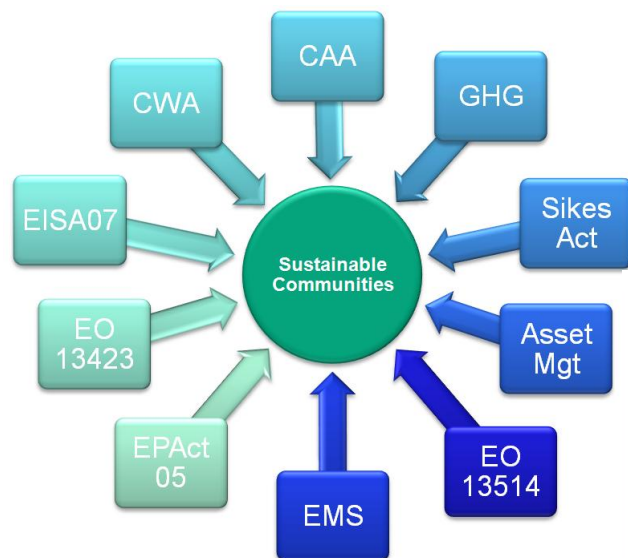 CAA
GHG
Sikes
Act
Asset
Mgt
EO
13514
EMS
EPAct
05
EO
13423
EISA07
CWA
Sustainable
Communities